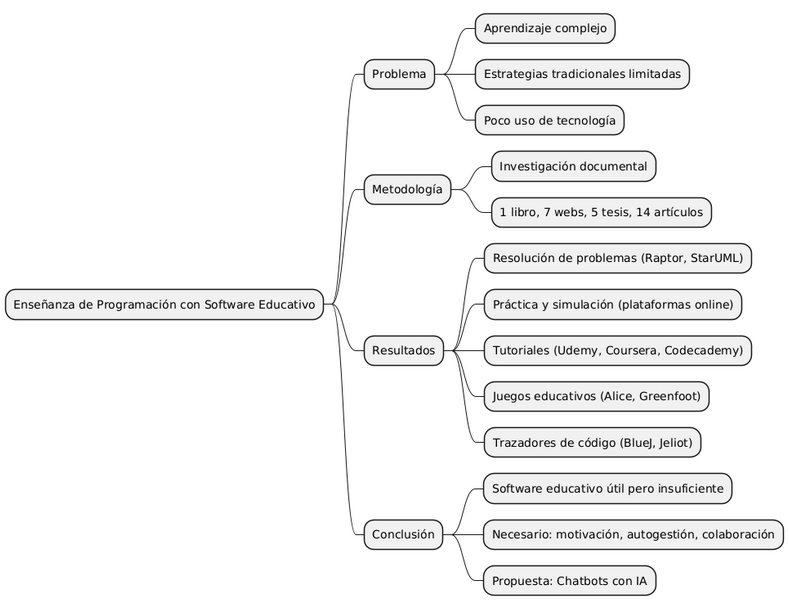 Enseñanza de Programación con Software Educativo
Problema
Aprendizaje complejo
Estrategias tradicionales limitadas
Poco uso de tecnología
Metodología
Investigación documental
1 libro, 7 webs, 5 tesis, 14 artículos
Resultados
Resolución de problemas (Raptor, StarUML)
Práctica y simulación (plataformas online)
Tutoriales (Udemy, Coursera, Codecademy)
Juegos educativos (Alice, Greenfoot)
Trazadores de código (BlueJ, Jeliot)
Conclusión
Software educativo útil pero insuficiente
Necesario: motivación, autogestión, colaboración
Propuesta: Chatbots con IA